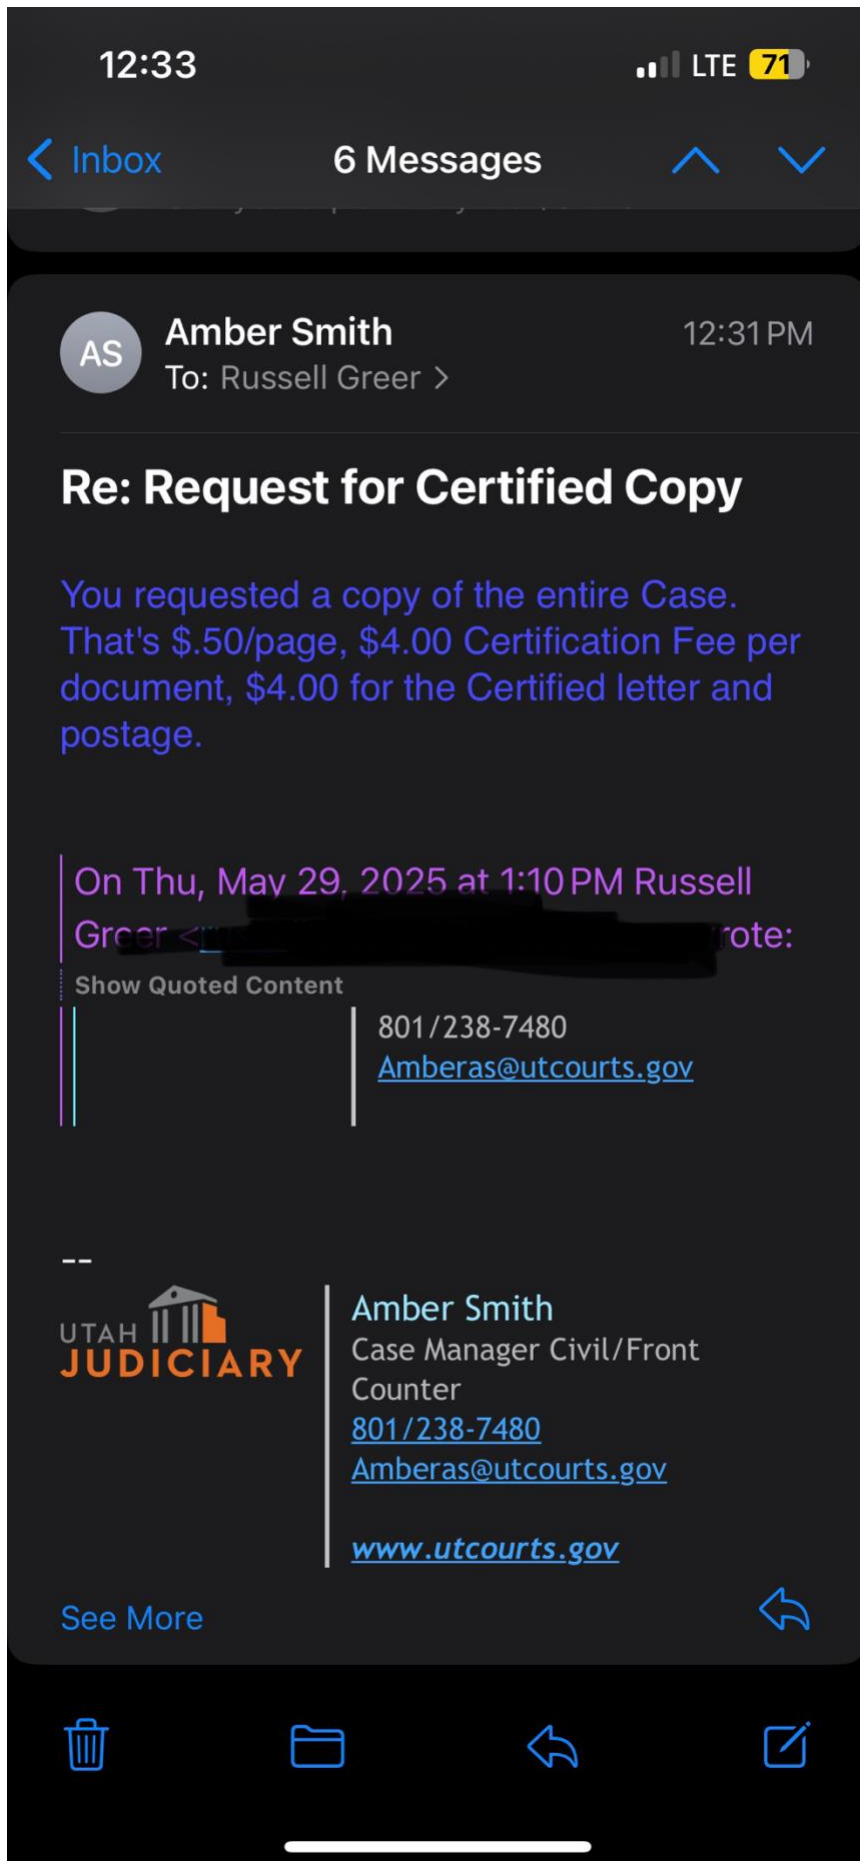 12:33
LTE 71
Inbox
6 Messages
AS
Amber Smith
12:31 PM
To: Russell Greer
Re: Request for Certified Copy
You requested a copy of the entire Case.
That's $.50/page, $4.00 Certification Fee per
document, $4.00 for the Certified letter and
postage.
On Thu, May 29, 2025 at 1:10 PM Russell
Greer < rote:
Show Quoted Content
801/238-7480
Amberas@utcourts.gov
--
UTAH
JUDICIARY
Amber Smith
Case Manager Civil/Front
Counter
801/238-7480
Amberas@utcourts.gov
www.utcourts.gov
See More